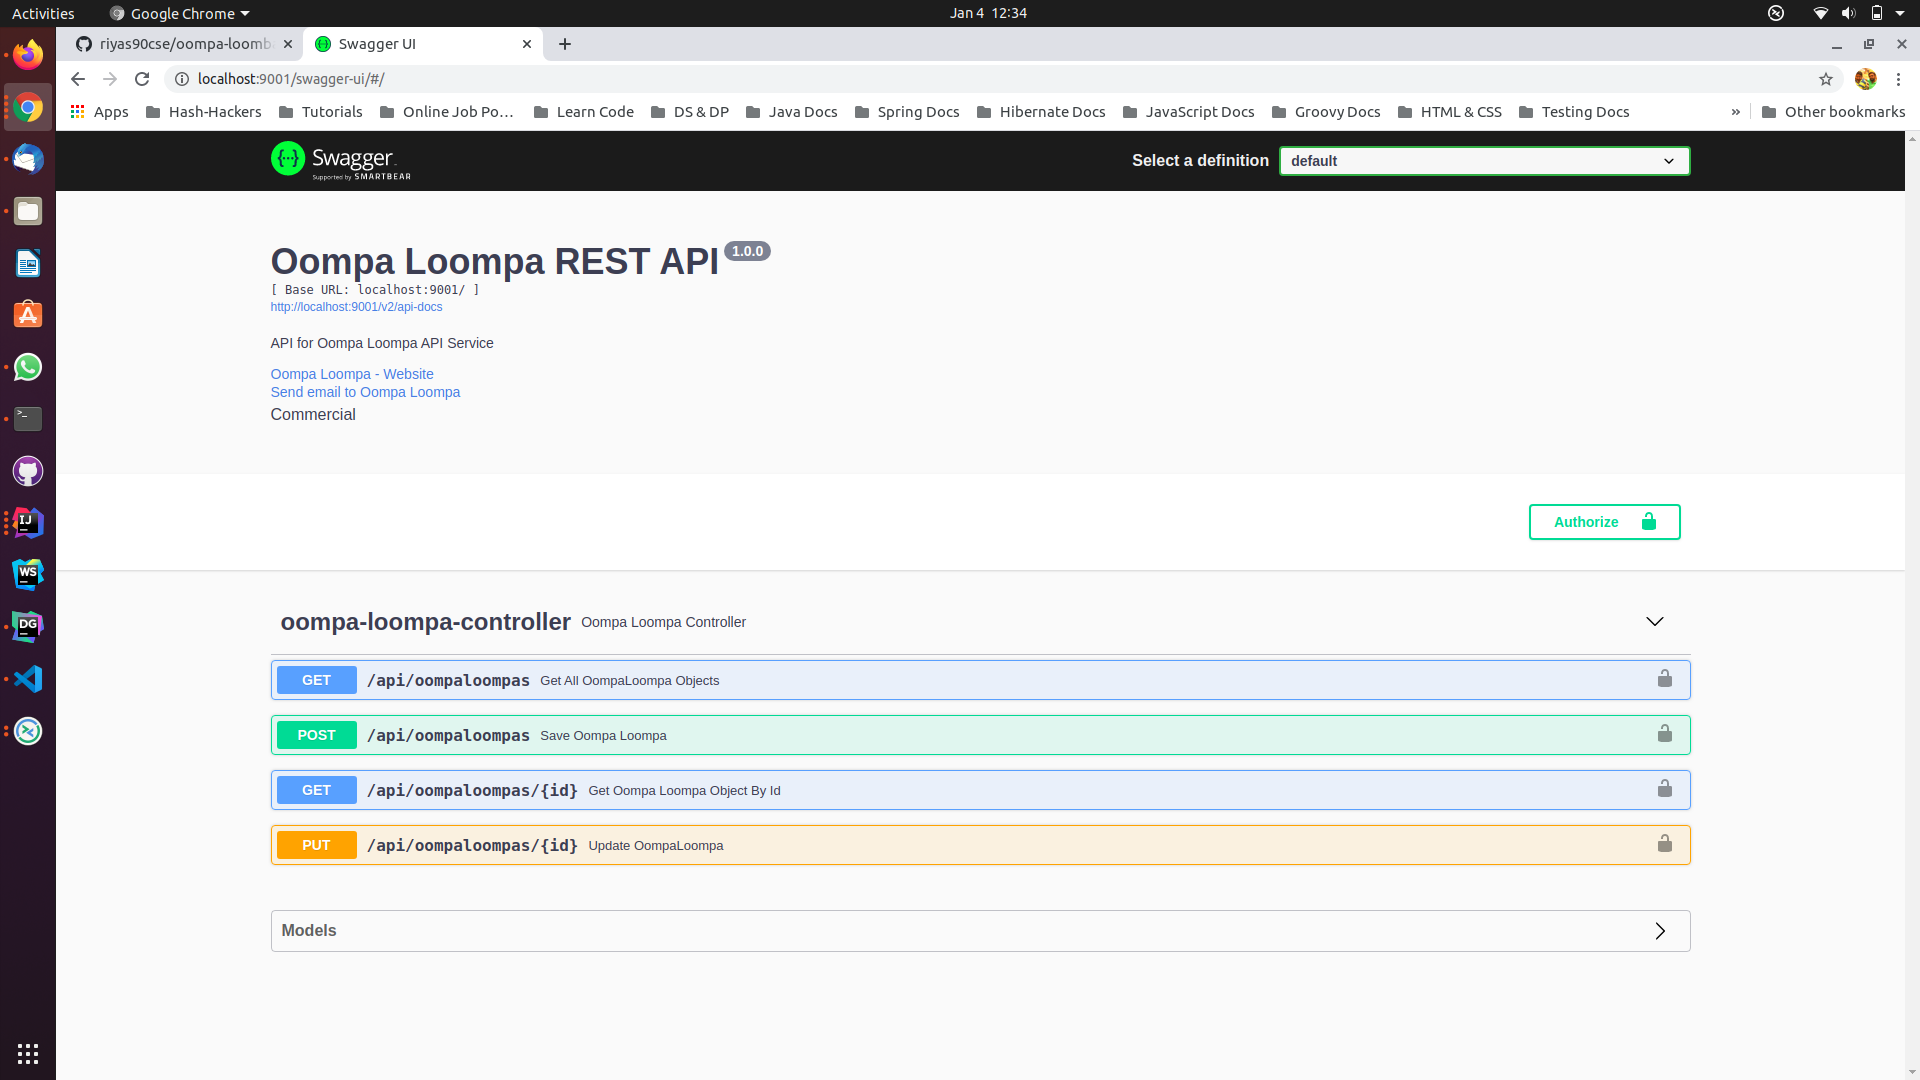 Activities
Google Chrome
Jan 4 12:34
riyas90cse/oompa-loomb
Swagger UI
localhost:9001/swagger-ui/#/
Apps
Hash-Hackers
Tutorials
Online Job Po…
Learn Code
DS & DP
Java Docs
Spring Docs
Hibernate Docs
JavaScript Docs
Groovy Docs
HTML & CSS
Testing Docs
»
Other bookmarks
Swagger
Supported by SMARTBEAR
Select a definition
default
Oompa Loompa REST API 1.0.0
[ Base URL: localhost:9001/ ]
http://localhost:9001/v2/api-docs
API for Oompa Loompa API Service
Oompa Loompa - Website
Send email to Oompa Loompa
Commercial
Authorize
oompa-loompa-controller Oompa Loompa Controller
GET /api/oompaloompas Get All OompaLoompa Objects
POST /api/oompaloompas Save Oompa Loompa
GET /api/oompaloompas/{id} Get Oompa Loompa Object By Id
PUT /api/oompaloompas/{id} Update OompaLoompa
Models
IJ
WS
DG